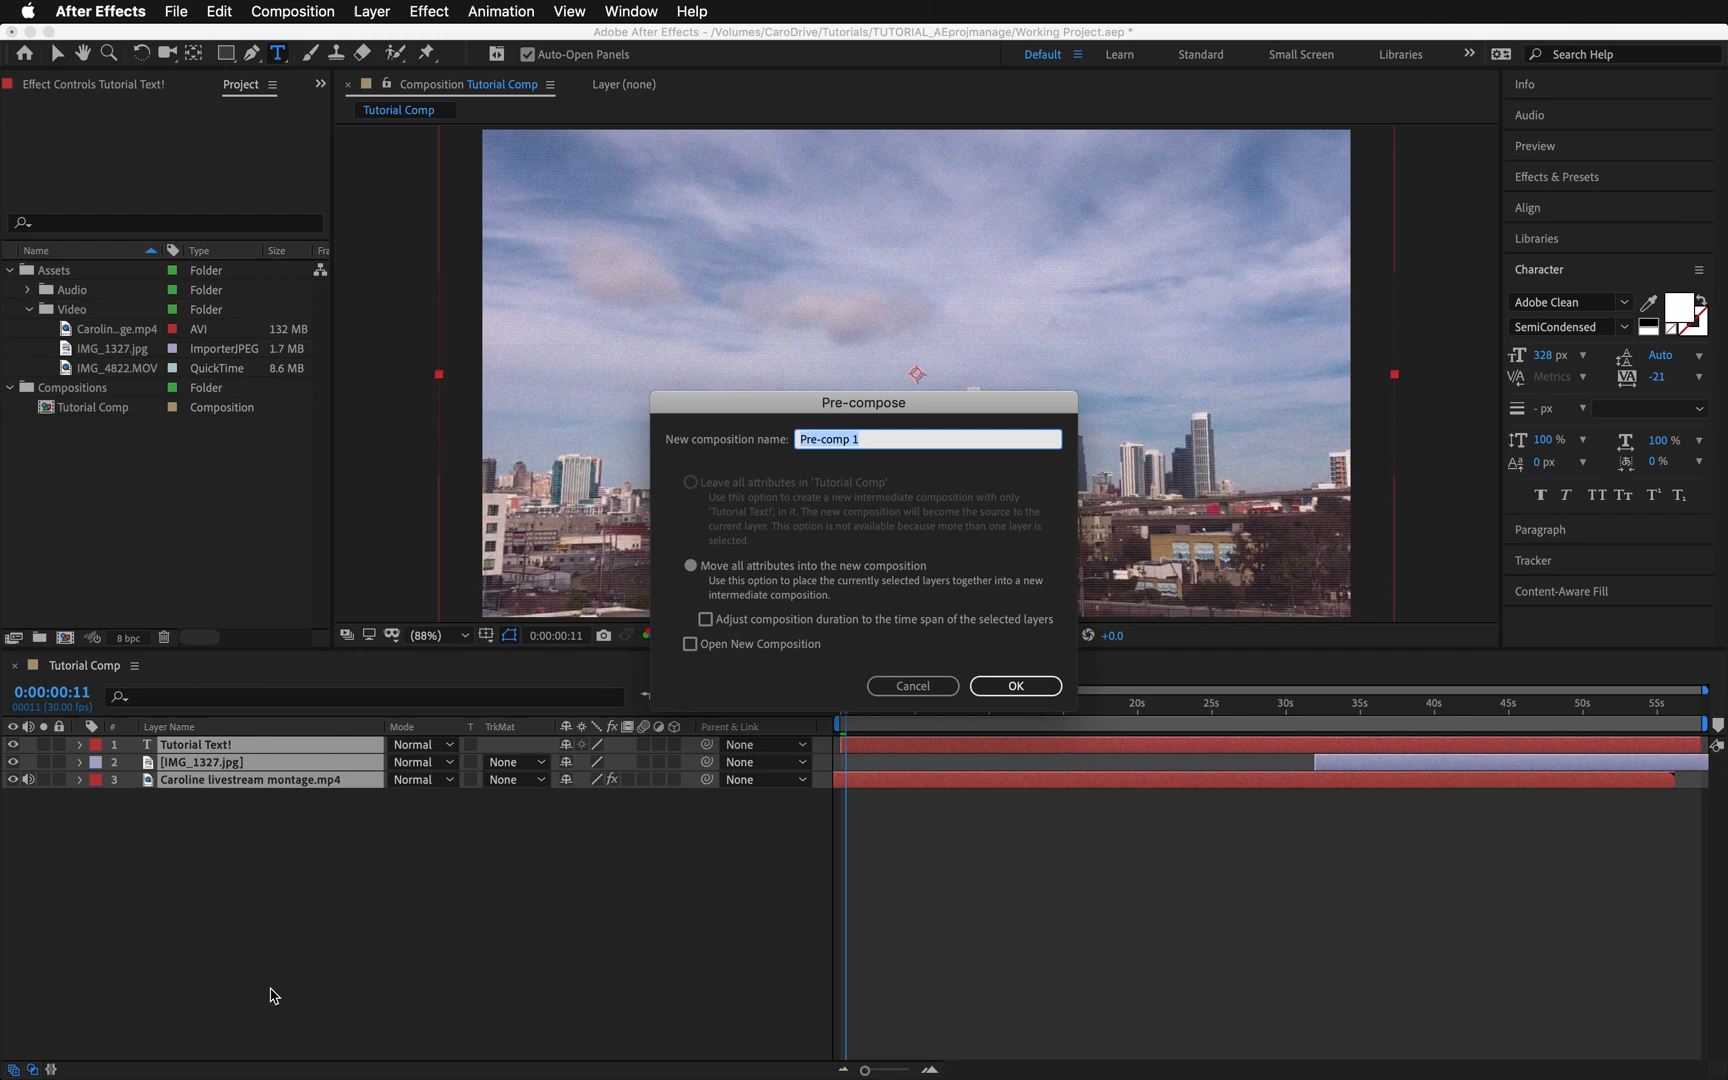 After Effects File Edit Composition Layer Effect Animation View Window Help
Adobe After Effects - /Volumes/CaroDrive/Tutorials/TUTORIAL_AEprojmanage/Working Project.aep *
Auto-Open Panels Default Learn Standard Small Screen Libraries Search Help
Effect Controls Tutorial Text! Project
Composition Tutorial Comp Layer (none)
Tutorial Comp
Name Type Size Fra
Assets Folder
Audio Folder
Video Folder
Carolin...ge.mp4 AVI 132 MB
IMG_1327.jpg ImporterJPEG 1.7 MB
IMG_4822.MOV QuickTime 8.6 MB
Compositions Folder
Tutorial Comp Composition
8 bpc
Info
Audio
Preview
Effects & Presets
Align
Libraries
Character
Adobe Clean
SemiCondensed
328 px Auto
Metrics -21
- px
100 % 100 %
0 px 0 %
T T TT Tt T¹ T₁
Paragraph
Tracker
Content-Aware Fill
Pre-compose
New composition name: Pre-comp 1
Leave all attributes in 'Tutorial Comp'
Use this option to create a new intermediate composition with only
'Tutorial Text!', in it. The new composition will become the source to the
current layer. This option is not available because more than one layer is
selected.
Move all attributes into the new composition
Use this option to place the currently selected layers together into a new
intermediate composition.
Adjust composition duration to the time span of the selected layers
Open New Composition
Cancel OK
(88%) 0:00:00:11 +0.0
Tutorial Comp
0:00:00:11
00011 (30.00 fps)
20s 25s 30s 35s 40s 45s 50s 55s
# Layer Name Mode T TrkMat fx Parent & Link
1 T Tutorial Text! Normal None
2 [IMG_1327.jpg] Normal None None
3 Caroline livestream montage.mp4 Normal None fx None